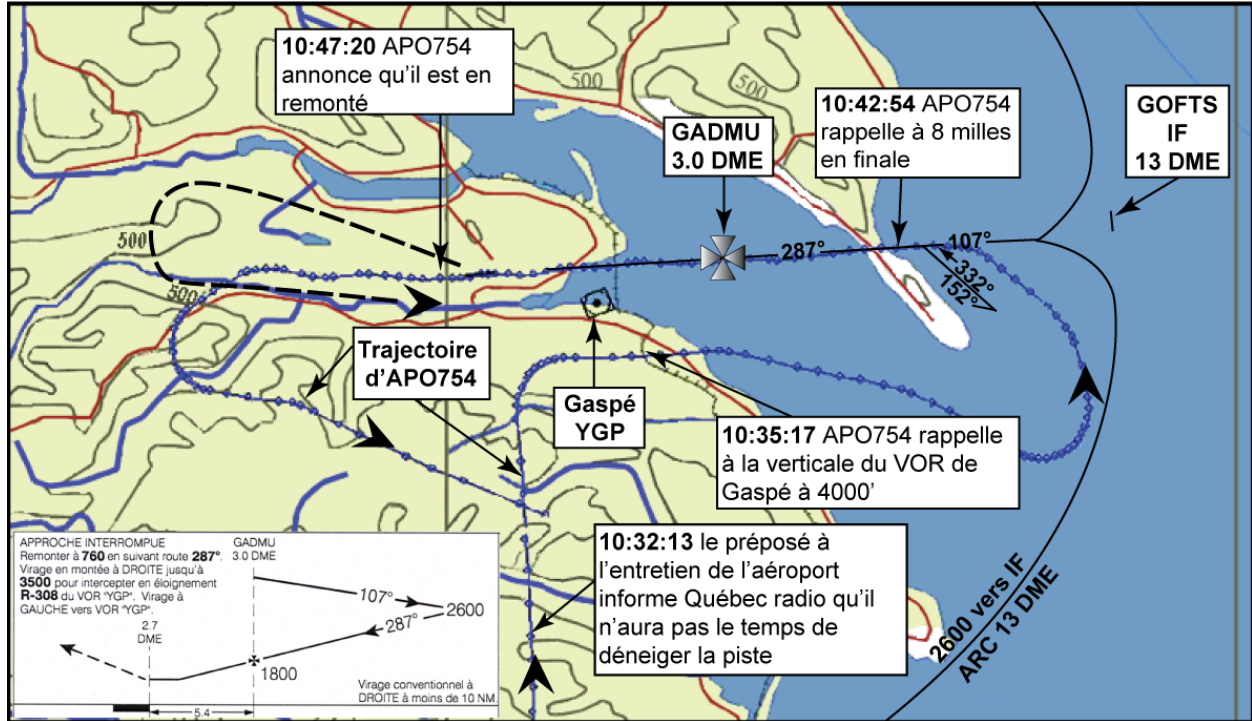 10:47:20 APO754
annonce qu'il est en
remonté
500
500
GADMU
3.0 DME
10:42:54 APO754
rappelle à 8 milles
en finale
GOFTS
IF
13 DME
287°
107°
332°
152°
500
500
Trajectoire
d'APO754
Gaspé
YGP
10:35:17 APO754 rappelle
à la verticale du VOR de
Gaspé à 4000'
10:32:13 le préposé à
l'entretien de l'aéroport
informe Québec radio qu'il
n'aura pas le temps de
déneiger la piste
2600 vers IF
ARC 13 DME
APPROCHE INTERROMPUE
Remonter à 760 en suivant route 287°.
Virage en montée à DROITE jusqu'à
3500 pour intercepter en éloignement
R-308 du VOR "YGP". Virage à
GAUCHE vers VOR "YGP".
GADMU
3.0 DME
2.7
DME
107°
2600
287°
1800
Virage conventionnel à
DROITE à moins de 10 NM.
5.4